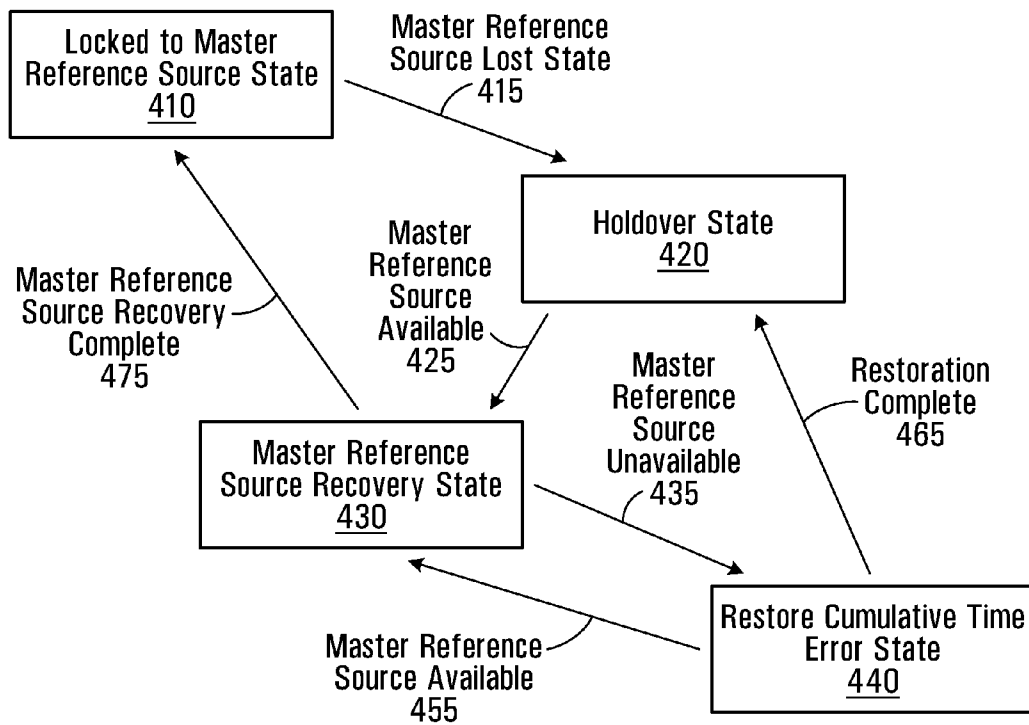 Locked to Master
Reference Source State
410
Master Reference
Source Lost State
415
Holdover State
420
Master
Reference
Source
Available
425
Master Reference
Source Recovery
Complete
475
Master
Reference
Source
Unavailable
435
Restoration
Complete
465
Master Reference
Source Recovery State
430
Restore Cumulative Time
Error State
440
Master Reference
Source Available
455